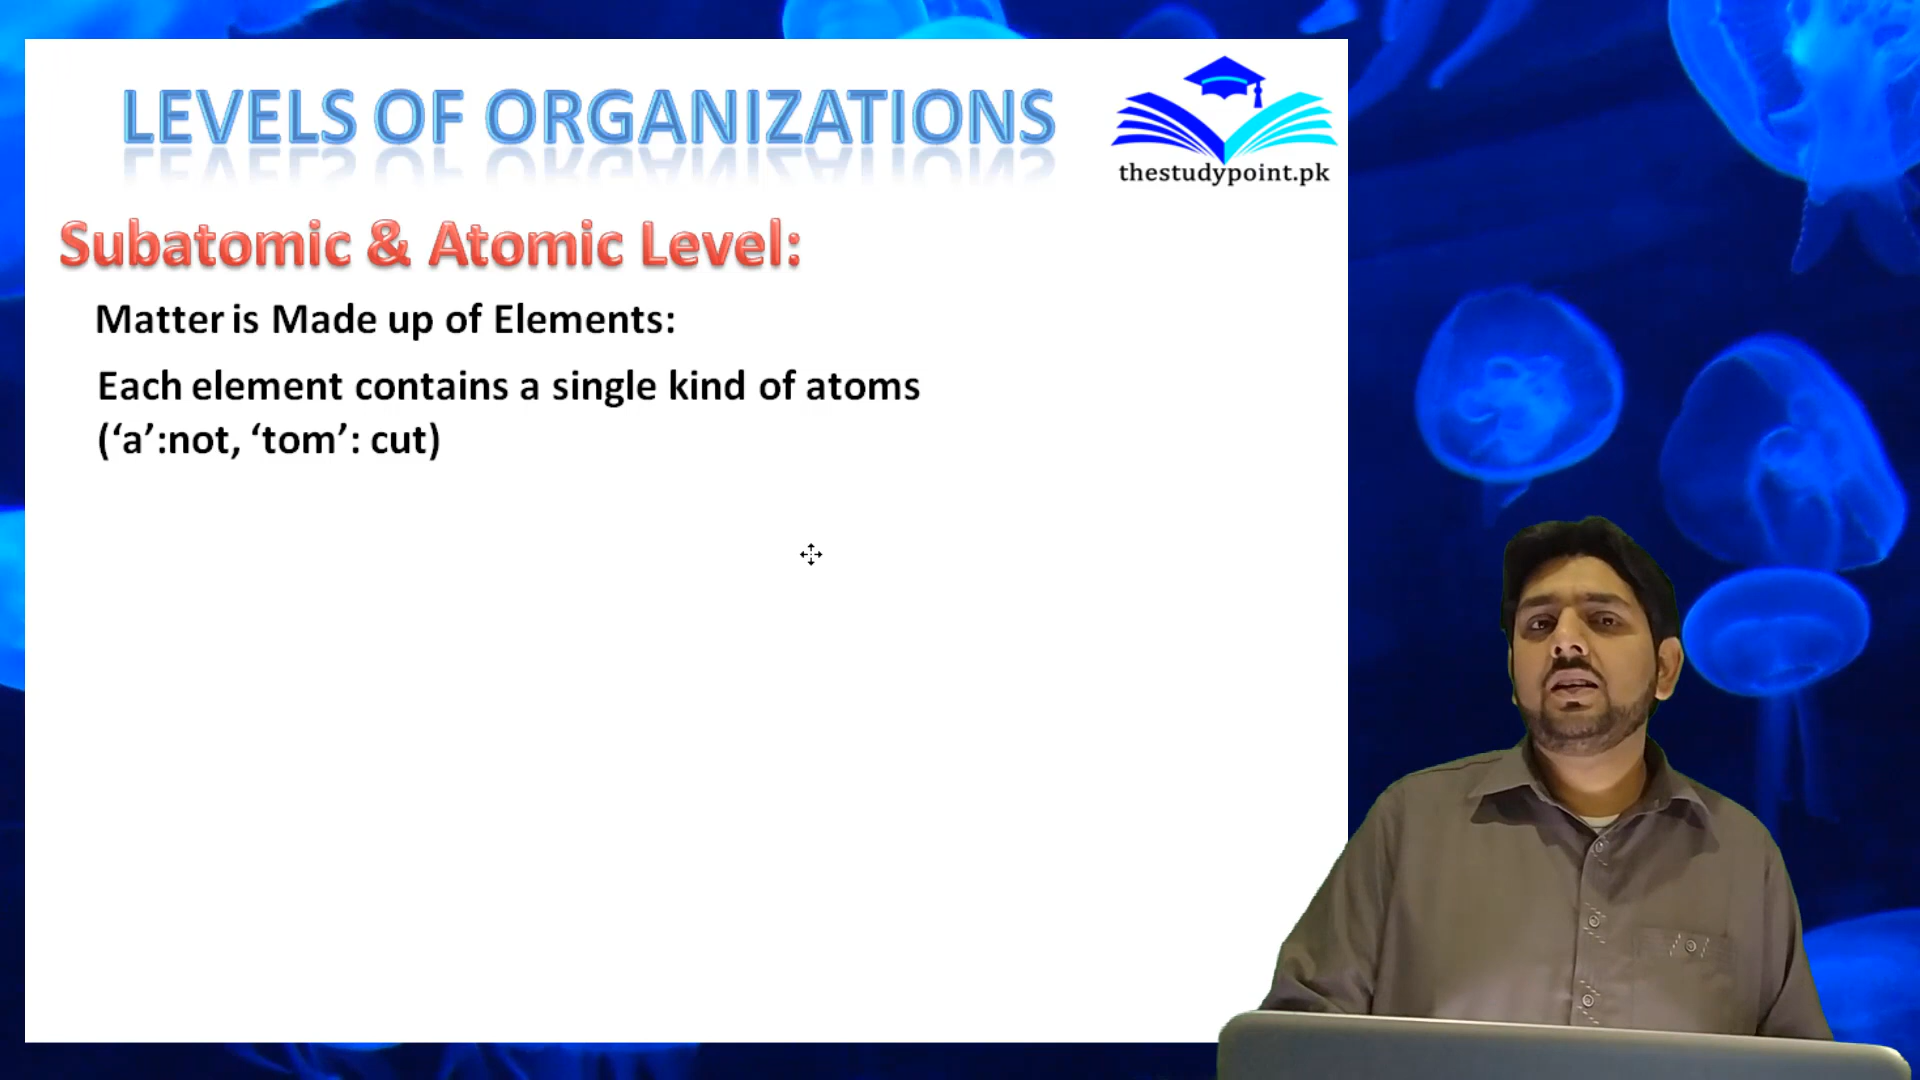 LEVELS OF ORGANIZATIONS
thestudypoint.pk
Subatomic & Atomic Level:
Matter is Made up of Elements:
Each element contains a single kind of atoms
(‘a’:not, ‘tom’: cut)